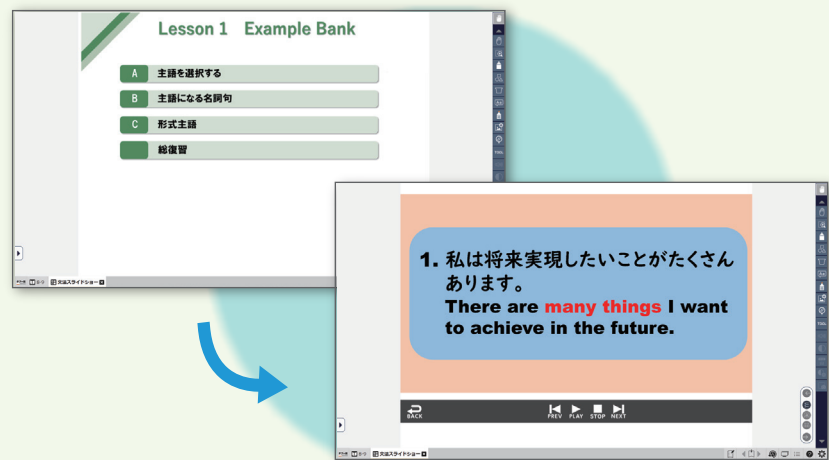 Lesson 1 Example Bank
A 主語を選択する
B 主語になる名詞句
C 形式主語
総復習
文法スライドショー
1. 私は将来実現したいことがたくさん
あります。
There are many things I want
to achieve in the future.
BACK PREV PLAY STOP NEXT
文法スライドショー